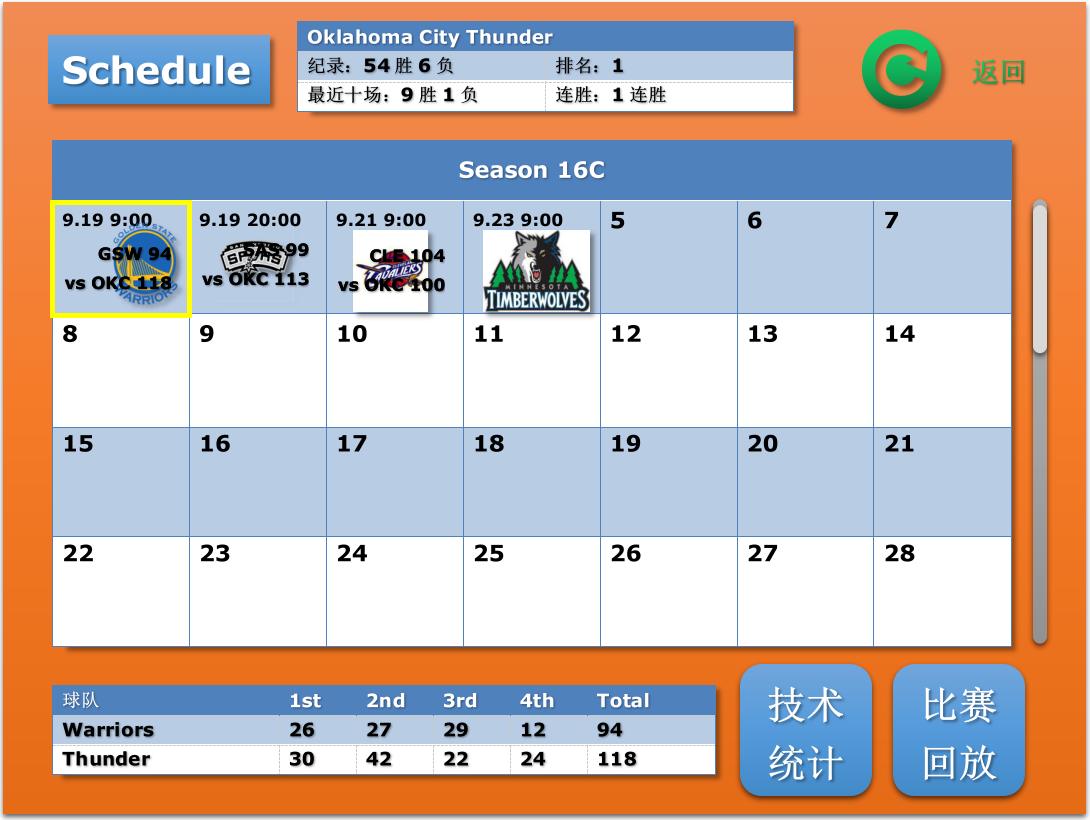 Schedule
Oklahoma City Thunder
纪录：54 胜 6 负 排名：1
最近十场：9 胜 1 负 连胜：1 连胜
返回
Season 16C
9.19 9:00 9.19 20:00 9.21 9:00 9.23 9:00 5 6 7
GOLDEN STATE WARRIORS
GSW 94
vs OKC 118
SPURS
SAS 99
vs OKC 113
CAVALIERS
CLE 104
vs OKC 100
MINNESOTA
TIMBERWOLVES
8 9 10 11 12 13 14
15 16 17 18 19 20 21
22 23 24 25 26 27 28
球队 1st 2nd 3rd 4th Total
Warriors 26 27 29 12 94
Thunder 30 42 22 24 118
技术
统计
比赛
回放